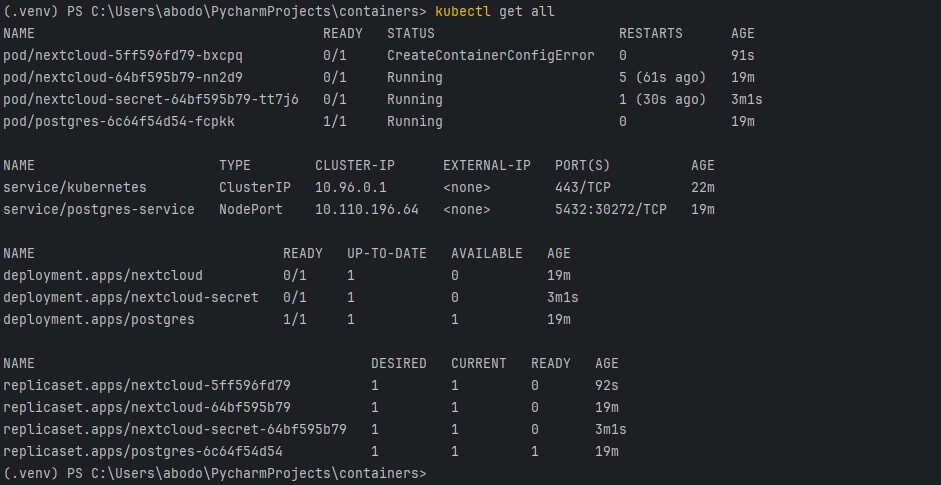 (.venv) PS C:\Users\abodo\PycharmProjects\containers> kubectl get all
NAME READY STATUS RESTARTS AGE
pod/nextcloud-5ff596fd79-bxcpq 0/1 CreateContainerConfigError 0 91s
pod/nextcloud-64bf595b79-nn2d9 0/1 Running 5 (61s ago) 19m
pod/nextcloud-secret-64bf595b79-tt7j6 0/1 Running 1 (30s ago) 3m1s
pod/postgres-6c64f54d54-fcpkk 1/1 Running 0 19m
NAME TYPE CLUSTER-IP EXTERNAL-IP PORT(S) AGE
service/kubernetes ClusterIP 10.96.0.1 <none> 443/TCP 22m
service/postgres-service NodePort 10.110.196.64 <none> 5432:30272/TCP 19m
NAME READY UP-TO-DATE AVAILABLE AGE
deployment.apps/nextcloud 0/1 1 0 19m
deployment.apps/nextcloud-secret 0/1 1 0 3m1s
deployment.apps/postgres 1/1 1 1 19m
NAME DESIRED CURRENT READY AGE
replicaset.apps/nextcloud-5ff596fd79 1 1 0 92s
replicaset.apps/nextcloud-64bf595b79 1 1 0 19m
replicaset.apps/nextcloud-secret-64bf595b79 1 1 0 3m1s
replicaset.apps/postgres-6c64f54d54 1 1 1 19m
(.venv) PS C:\Users\abodo\PycharmProjects\containers>